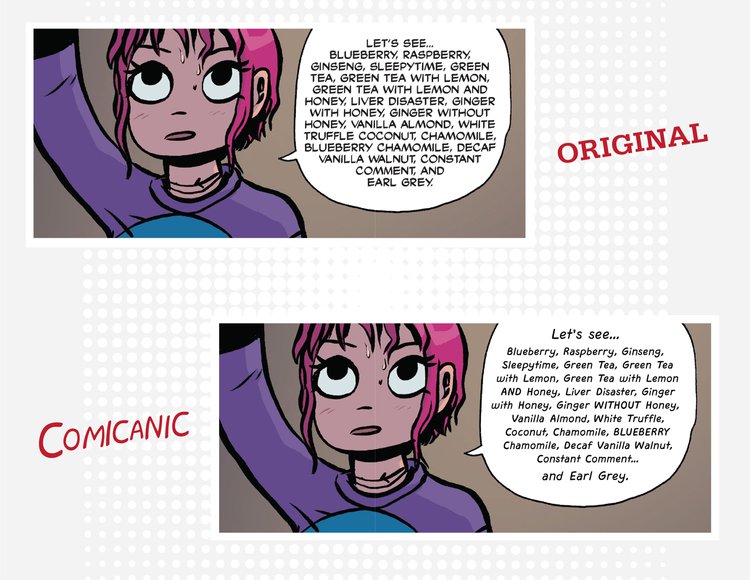 LET'S SEE...
BLUEBERRY, RASPBERRY,
GINSENG, SLEEPYTIME, GREEN
TEA, GREEN TEA WITH LEMON,
GREEN TEA WITH LEMON AND
HONEY, LIVER DISASTER, GINGER
WITH HONEY, GINGER WITHOUT
HONEY, VANILLA ALMOND, WHITE
TRUFFLE COCONUT, CHAMOMILE,
BLUEBERRY CHAMOMILE, DECAF
VANILLA WALNUT, CONSTANT
COMMENT, AND
EARL GREY.
ORIGINAL
Let's see...
Blueberry, Raspberry, Ginseng,
Sleepytime, Green Tea, Green Tea
with Lemon, Green Tea with Lemon
AND Honey, Liver Disaster, Ginger
with Honey, Ginger WITHOUT Honey,
Vanilla Almond, White Truffle,
Coconut, Chamomile, BLUEBERRY
Chamomile, Decaf Vanilla Walnut,
Constant Comment...
and Earl Grey.
COMICANIC